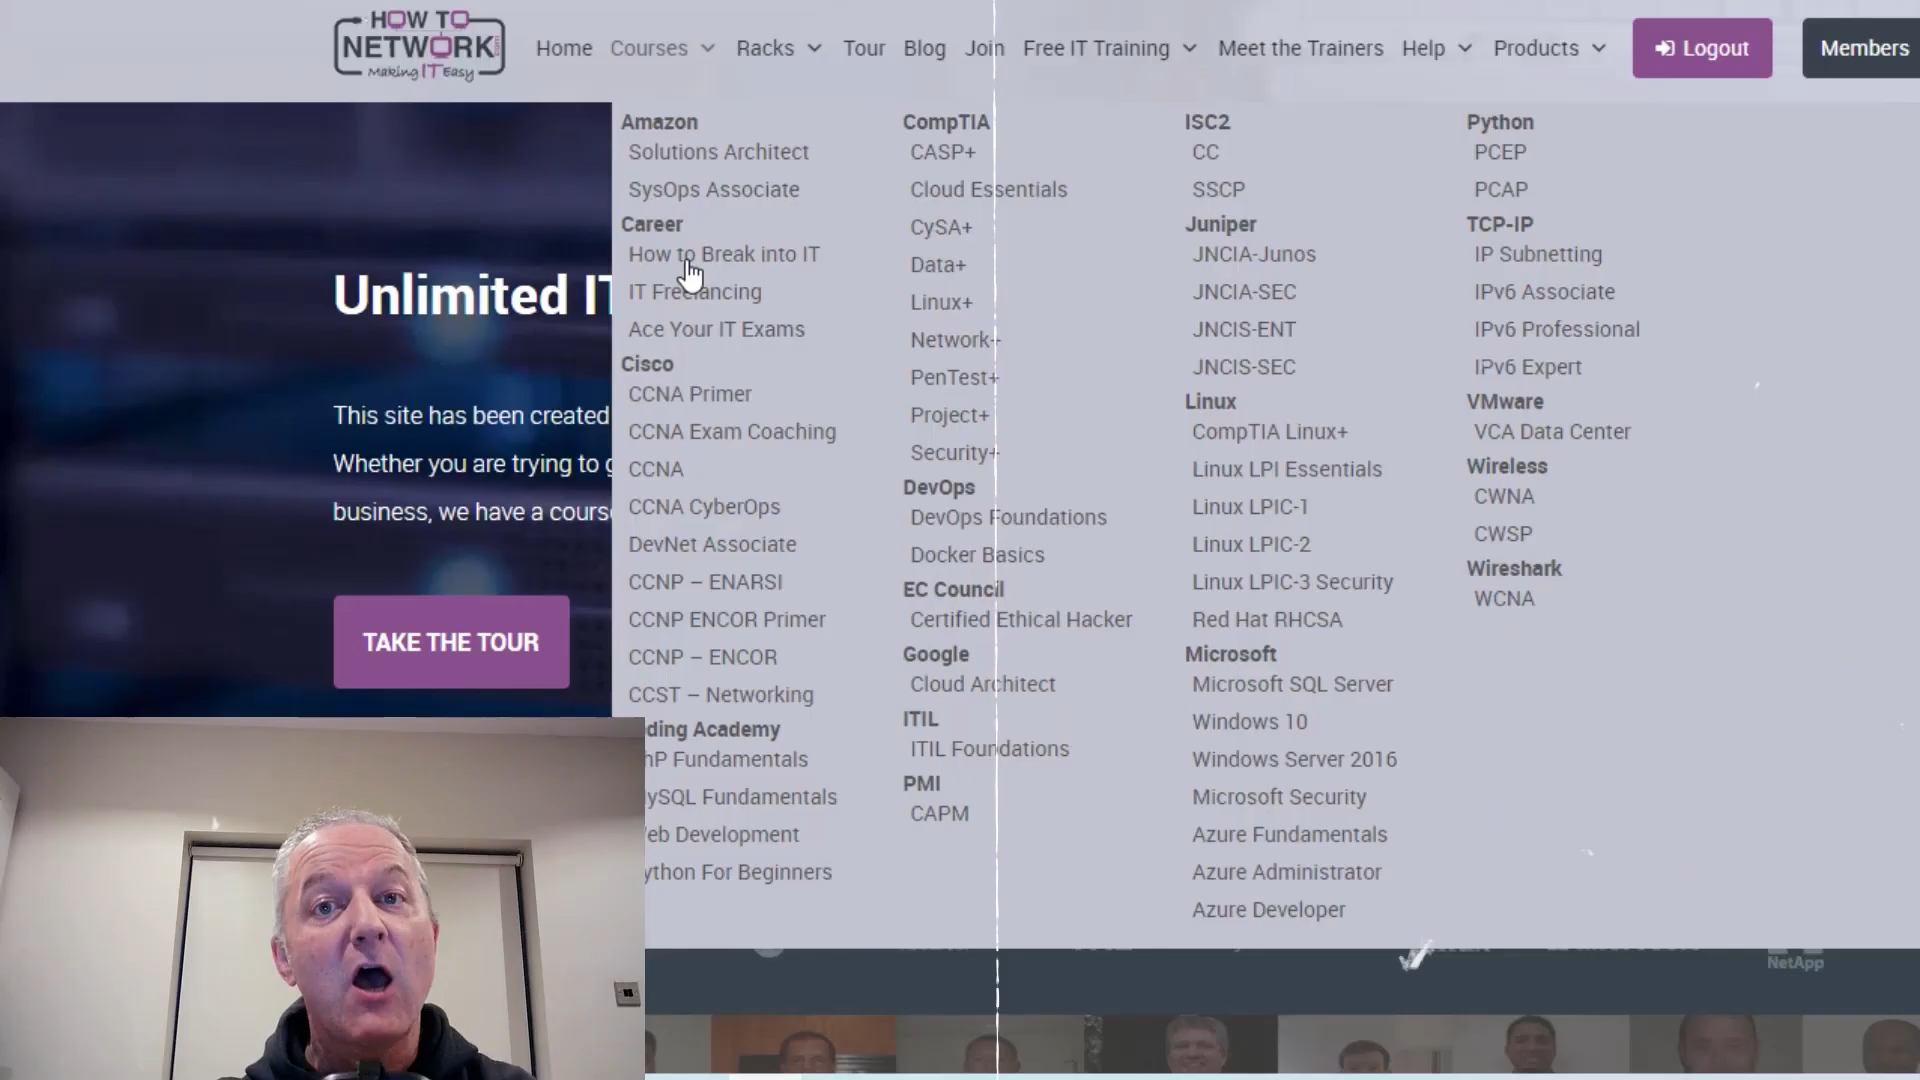 HOW TO
NETWORK
.com
Making IT Easy
Home
Courses
Racks
Tour
Blog
Join
Free IT Training
Meet the Trainers
Help
Products
Logout
Members
Unlimited IT
This site has been created
Whether you are trying to g
business, we have a course
TAKE THE TOUR
Amazon
Solutions Architect
SysOps Associate
Career
How to Break into IT
IT Freelancing
Ace Your IT Exams
Cisco
CCNA Primer
CCNA Exam Coaching
CCNA
CCNA CyberOps
DevNet Associate
CCNP – ENARSI
CCNP ENCOR Primer
CCNP – ENCOR
CCST – Networking
ding Academy
hP Fundamentals
ySQL Fundamentals
eb Development
ython For Beginners
CompTIA
CASP+
Cloud Essentials
CySA+
Data+
Linux+
Network+
PenTest+
Project+
Security+
DevOps
DevOps Foundations
Docker Basics
EC Council
Certified Ethical Hacker
Google
Cloud Architect
ITIL
ITIL Foundations
PMI
CAPM
ISC2
CC
SSCP
Juniper
JNCIA-Junos
JNCIA-SEC
JNCIS-ENT
JNCIS-SEC
Linux
CompTIA Linux+
Linux LPI Essentials
Linux LPIC-1
Linux LPIC-2
Linux LPIC-3 Security
Red Hat RHCSA
Microsoft
Microsoft SQL Server
Windows 10
Windows Server 2016
Microsoft Security
Azure Fundamentals
Azure Administrator
Azure Developer
Python
PCEP
PCAP
TCP-IP
IP Subnetting
IPv6 Associate
IPv6 Professional
IPv6 Expert
VMware
VCA Data Center
Wireless
CWNA
CWSP
Wireshark
WCNA
NetApp